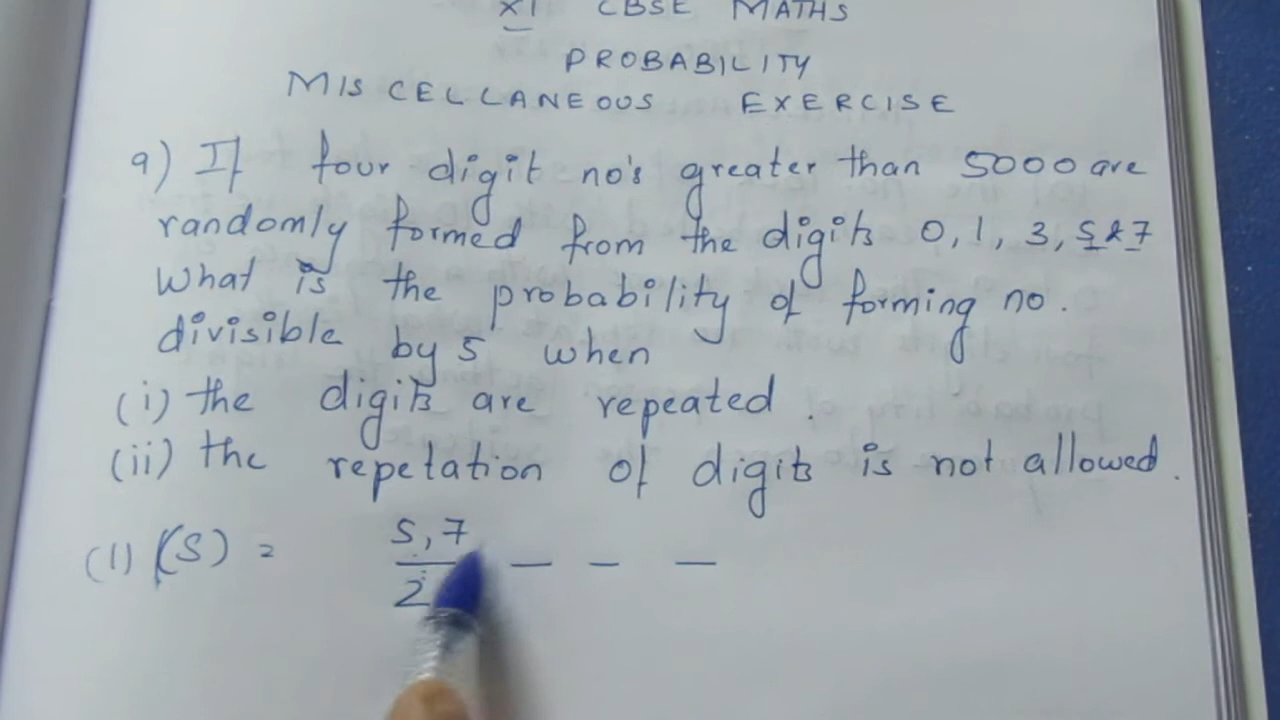 XI CBSE MATHS
PROBABILITY
MISCELLANEOUS EXERCISE
9) If four digit no's greater than 5000 are
randomly formed from the digits 0, 1, 3, 5 & 7
What is the probability of forming no.
divisible by 5 when
(i) the digits are repeated.
(ii) the repetation of digits is not allowed.
(1) (S) = 5,7 _ _ _
2